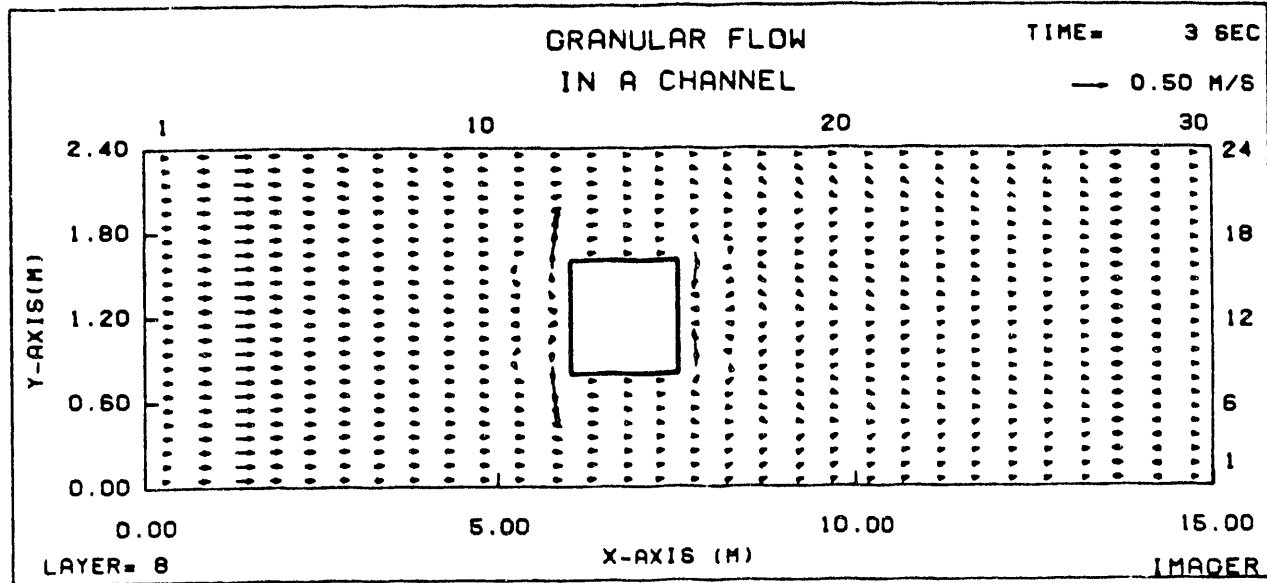 GRANULAR FLOW
IN A CHANNEL
TIME= 3 SEC
0.50 M/S
1 10 20 30
2.40 24
1.80 18
1.20 12
0.60 6
0.00 1
Y-AXIS(M)
0.00 5.00 10.00 15.00
X-AXIS (M)
LAYER= 8
IMAGER